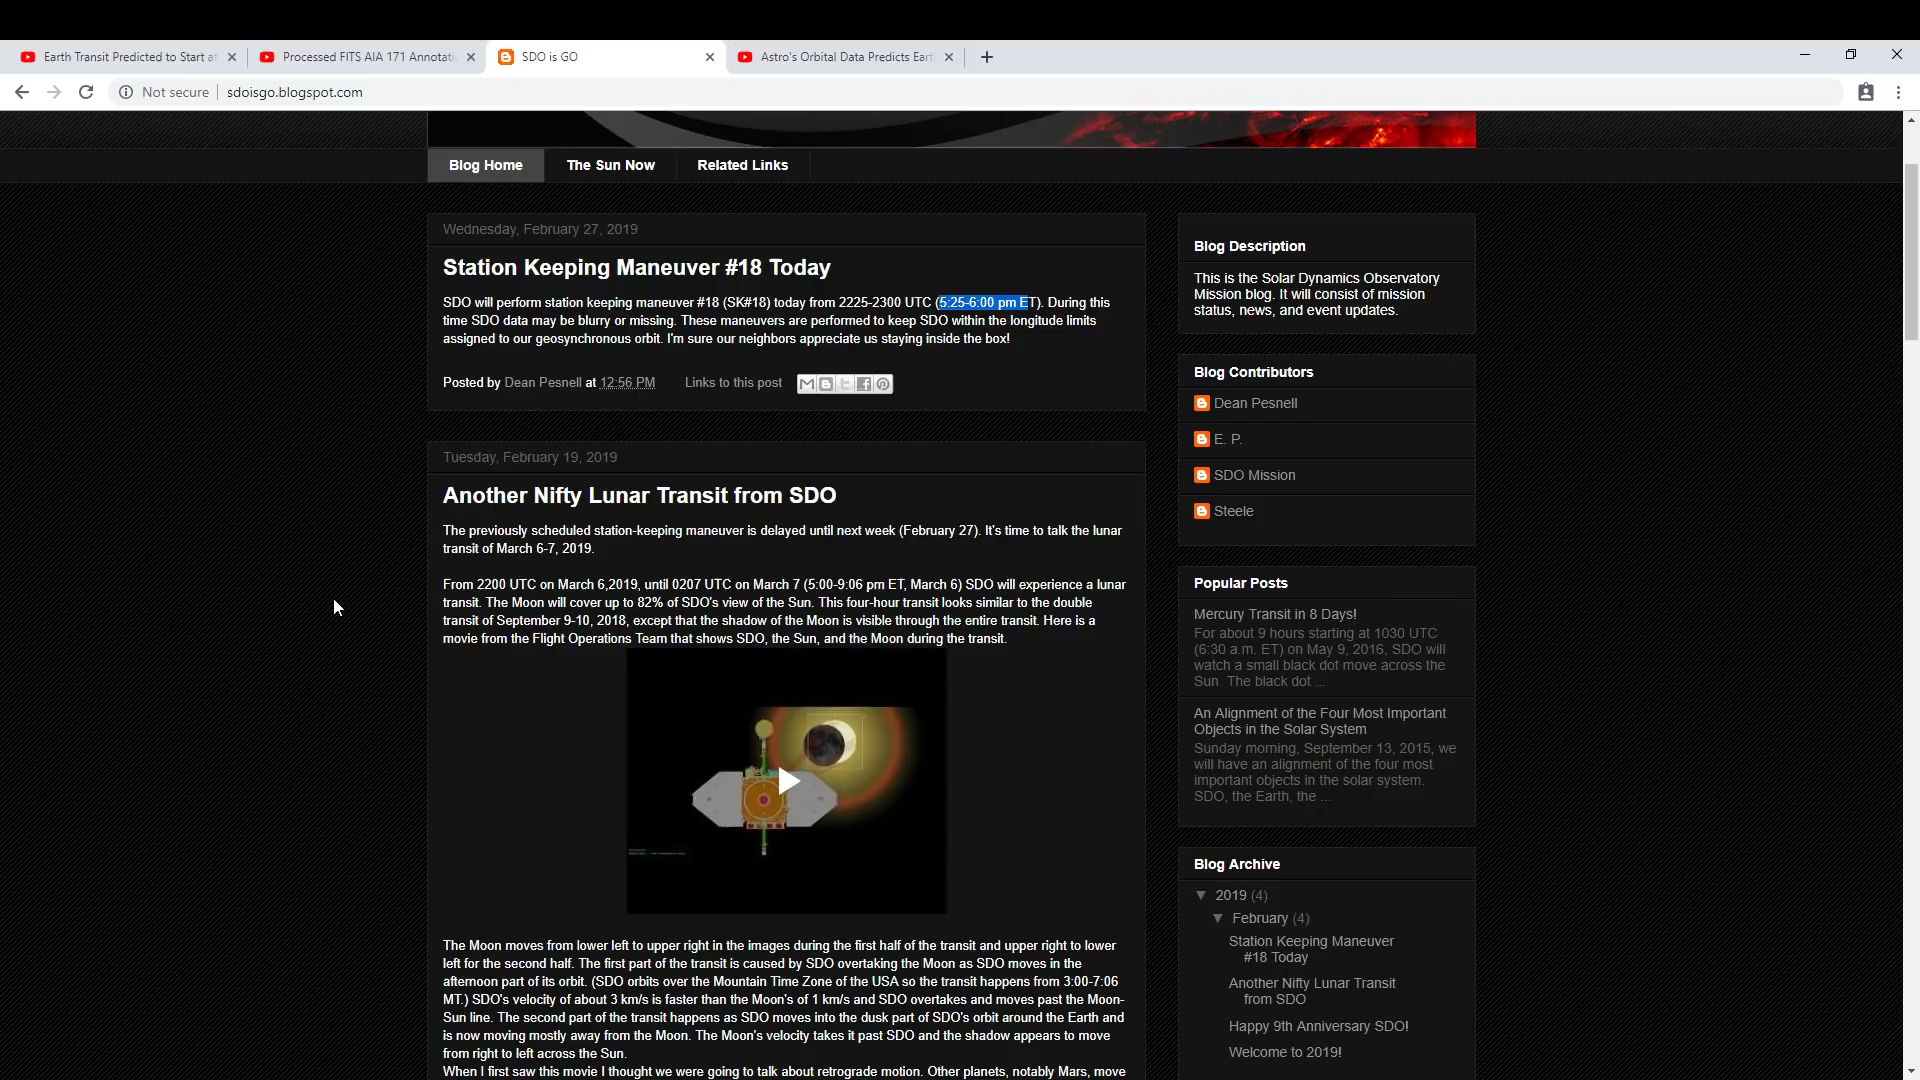 Earth Transit Predicted to Start at
Processed FITS AIA 171 Annotati
SDO is GO
Astro's Orbital Data Predicts Eart
Not secure
sdoisgo.blogspot.com
Blog Home
The Sun Now
Related Links
Wednesday, February 27, 2019
Station Keeping Maneuver #18 Today
SDO will perform station keeping maneuver #18 (SK#18) today from 2225-2300 UTC (5:25-6:00 pm ET). During this
time SDO data may be blurry or missing. These maneuvers are performed to keep SDO within the longitude limits
assigned to our geosynchronous orbit. I'm sure our neighbors appreciate us staying inside the box!
Posted by Dean Pesnell at 12:56 PM
Links to this post
Tuesday, February 19, 2019
Another Nifty Lunar Transit from SDO
The previously scheduled station-keeping maneuver is delayed until next week (February 27). It's time to talk the lunar
transit of March 6-7, 2019.
From 2200 UTC on March 6,2019, until 0207 UTC on March 7 (5:00-9:06 pm ET, March 6) SDO will experience a lunar
transit. The Moon will cover up to 82% of SDO's view of the Sun. This four-hour transit looks similar to the double
transit of September 9-10, 2018, except that the shadow of the Moon is visible through the entire transit. Here is a
movie from the Flight Operations Team that shows SDO, the Sun, and the Moon during the transit.
The Moon moves from lower left to upper right in the images during the first half of the transit and upper right to lower
left for the second half. The first part of the transit is caused by SDO overtaking the Moon as SDO moves in the
afternoon part of its orbit. (SDO orbits over the Mountain Time Zone of the USA so the transit happens from 3:00-7:06
MT.) SDO's velocity of about 3 km/s is faster than the Moon's of 1 km/s and SDO overtakes and moves past the Moon-
Sun line. The second part of the transit happens as SDO moves into the dusk part of SDO's orbit around the Earth and
is now moving mostly away from the Moon. The Moon's velocity takes it past SDO and the shadow appears to move
from right to left across the Sun.
When I first saw this movie I thought we were going to talk about retrograde motion. Other planets, notably Mars, move
Blog Description
This is the Solar Dynamics Observatory
Mission blog. It will consist of mission
status, news, and event updates.
Blog Contributors
Dean Pesnell
E. P.
SDO Mission
Steele
Popular Posts
Mercury Transit in 8 Days!
For about 9 hours starting at 1030 UTC
(6:30 a.m. ET) on May 9, 2016, SDO will
watch a small black dot move across the
Sun. The black dot ...
An Alignment of the Four Most Important
Objects in the Solar System
Sunday morning, September 13, 2015, we
will have an alignment of the four most
important objects in the solar system.
SDO, the Earth, the ...
Blog Archive
▼ 2019 (4)
▼ February (4)
Station Keeping Maneuver
#18 Today
Another Nifty Lunar Transit
from SDO
Happy 9th Anniversary SDO!
Welcome to 2019!